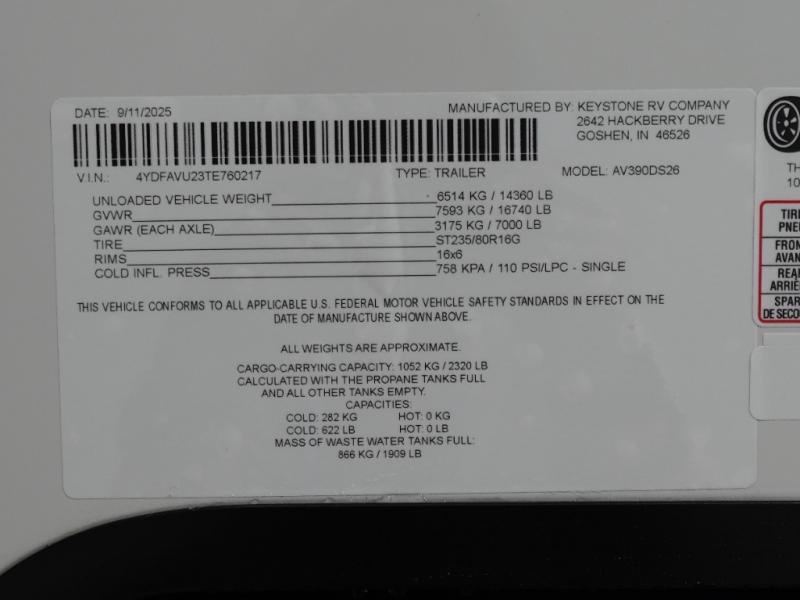 DATE: 9/11/2025
MANUFACTURED BY: KEYSTONE RV COMPANY
2642 HACKBERRY DRIVE
GOSHEN, IN 46526
V.I.N.: 4YDFAVU23TE760217 TYPE: TRAILER MODEL: AV390DS26
UNLOADED VEHICLE WEIGHT 6514 KG / 14360 LB
GVWR 7593 KG / 16740 LB
GAWR (EACH AXLE) 3175 KG / 7000 LB
TIRE ST235/80R16G
RIMS 16x6
COLD INFL. PRESS 758 KPA / 110 PSI/LPC - SINGLE
THIS VEHICLE CONFORMS TO ALL APPLICABLE U.S. FEDERAL MOTOR VEHICLE SAFETY STANDARDS IN EFFECT ON THE
DATE OF MANUFACTURE SHOWN ABOVE.
ALL WEIGHTS ARE APPROXIMATE.
CARGO-CARRYING CAPACITY: 1052 KG / 2320 LB
CALCULATED WITH THE PROPANE TANKS FULL
AND ALL OTHER TANKS EMPTY.
CAPACITIES:
COLD: 282 KG HOT: 0 KG
COLD: 622 LB HOT: 0 LB
MASS OF WASTE WATER TANKS FULL:
866 KG / 1909 LB
TH
10
TIRE
PNE
FRON
AVAN
REA
ARRIÈ
SPAR
DE SECO